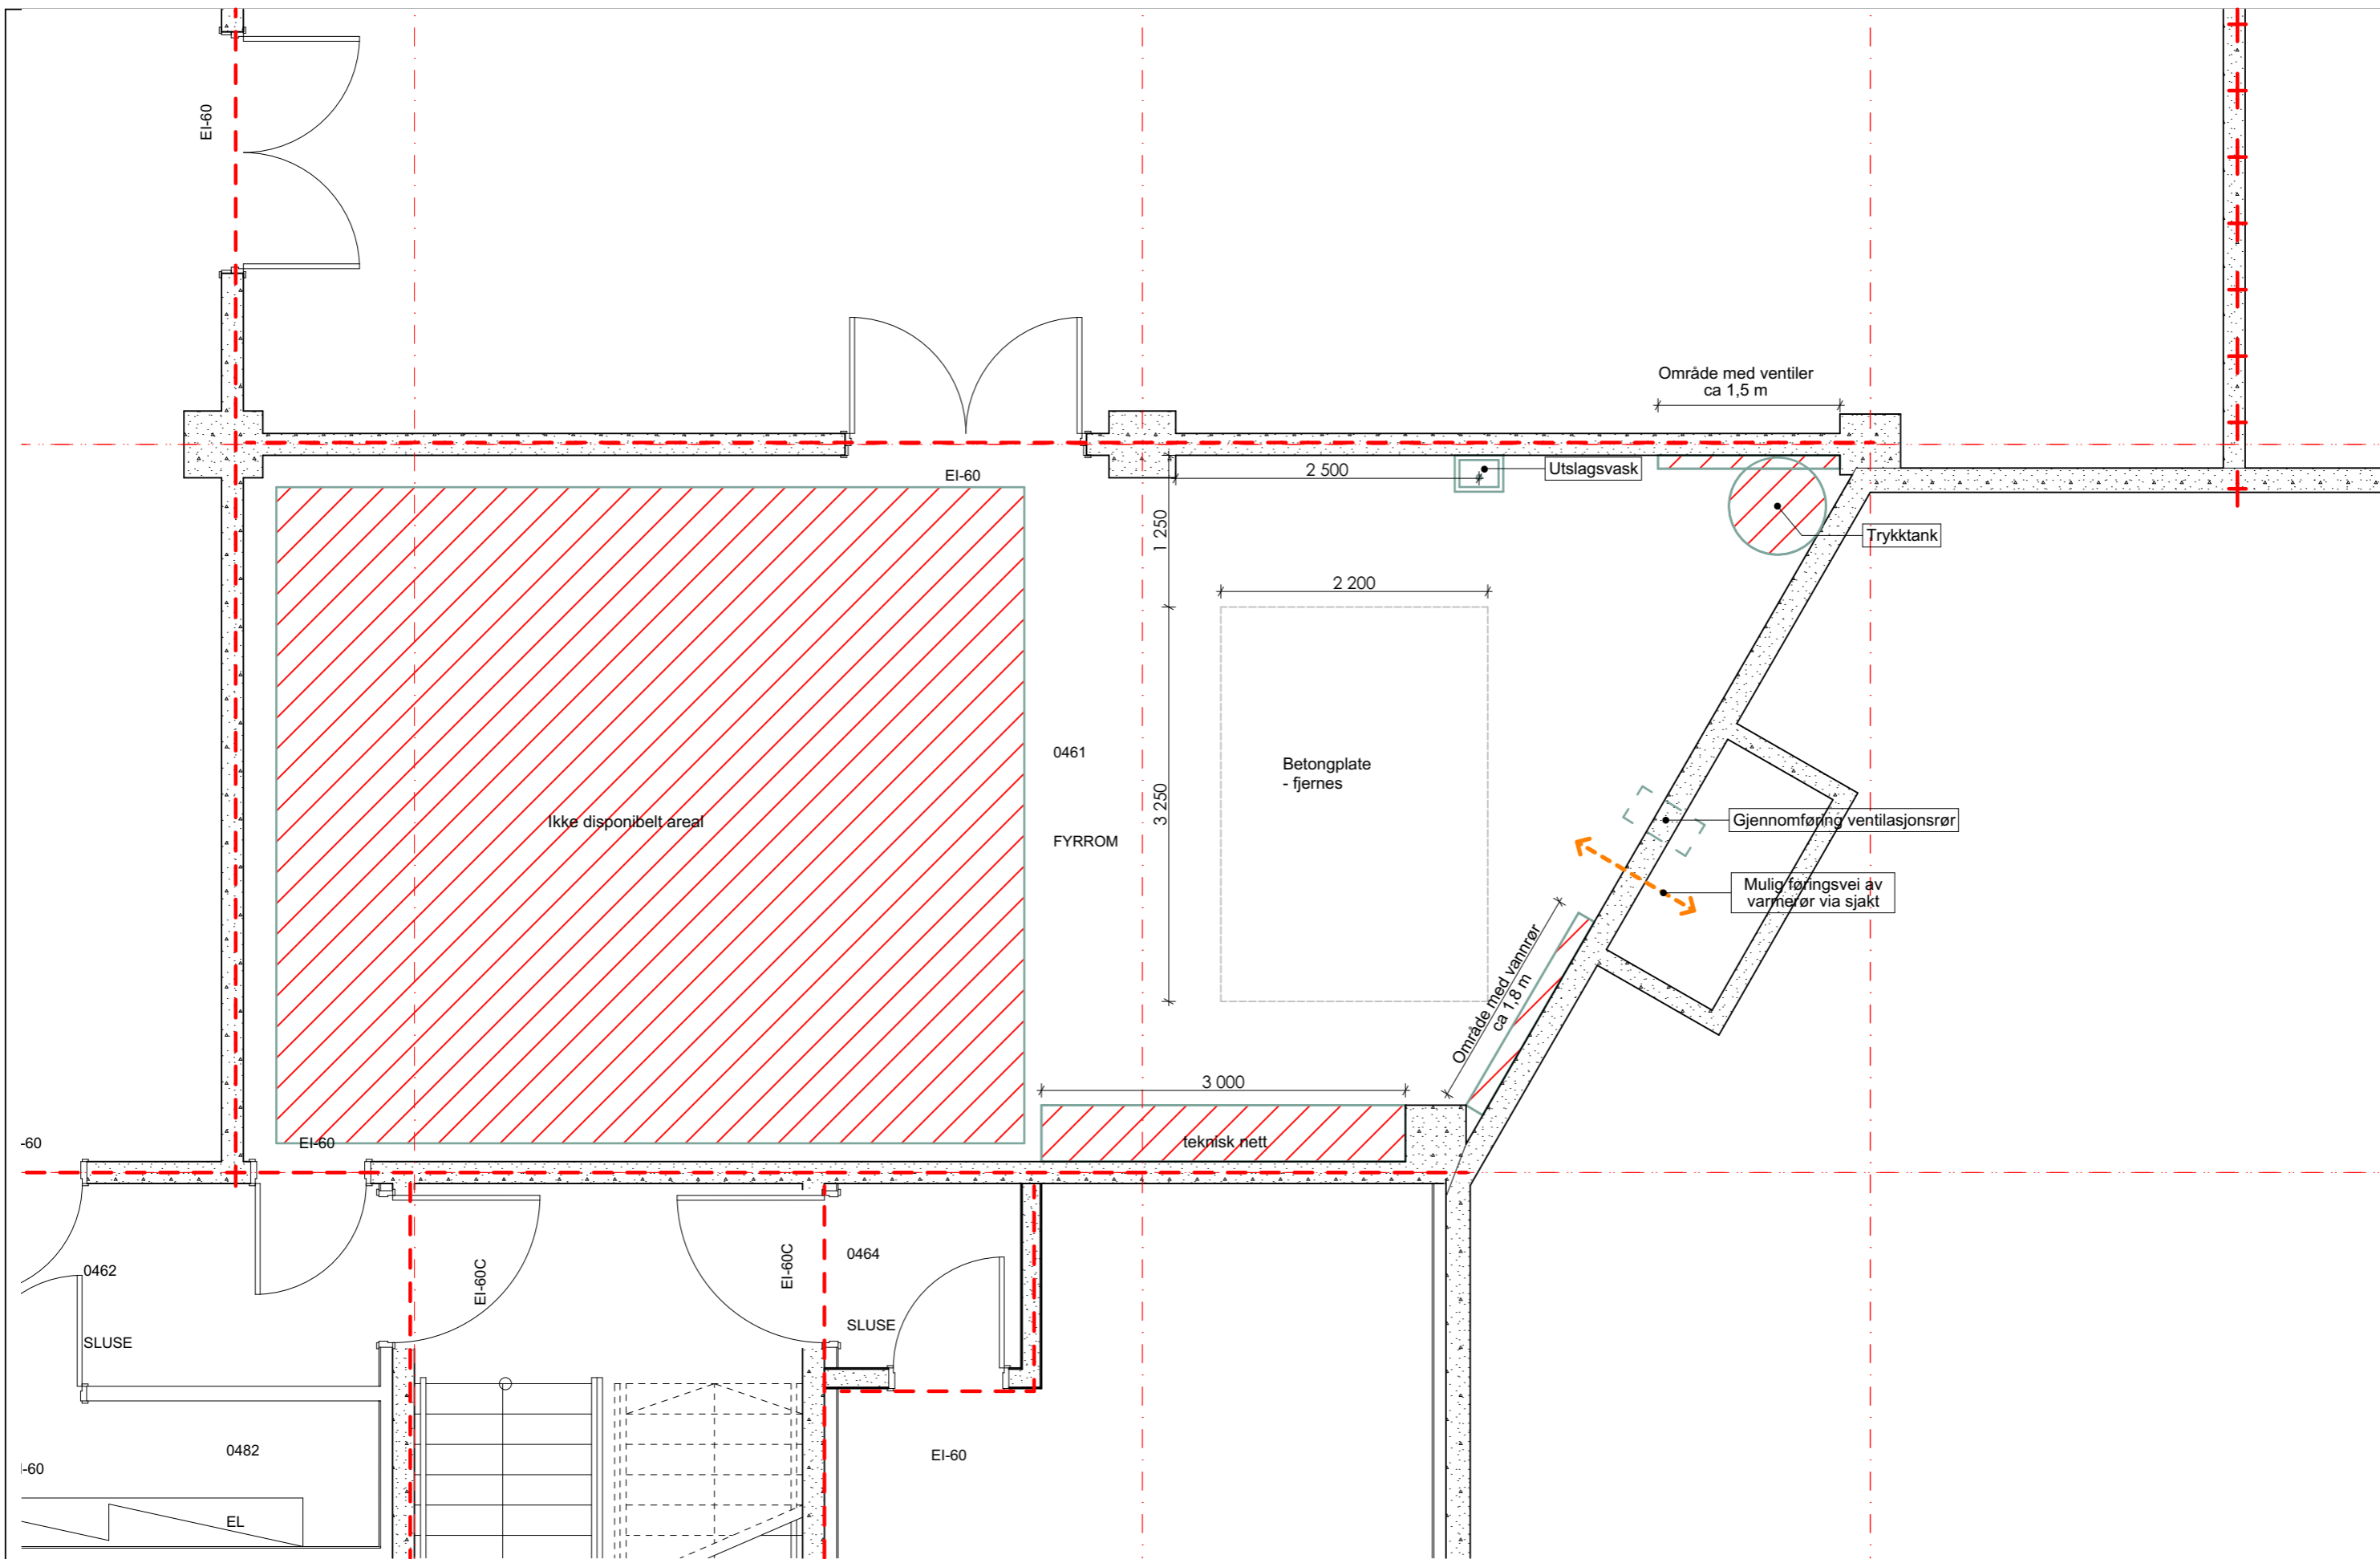 EI-60
Område med ventiler
ca 1,5 m
EI-60
2 500
Utslagsvask
1 250
Trykktank
2 200
0461
Betongplate
- fjernes
3 250
Ikke disponibelt areal
FYRROM
Gjennomføring ventilasjonsrør
Mulig føringsvei av
varmerør via sjakt
Område med vannrør
ca 1,8 m
3 000
-60
EI-60
teknisk nett
0462
EI-60C
EI-60C
0464
SLUSE
SLUSE
0482
EI-60
I-60
EL